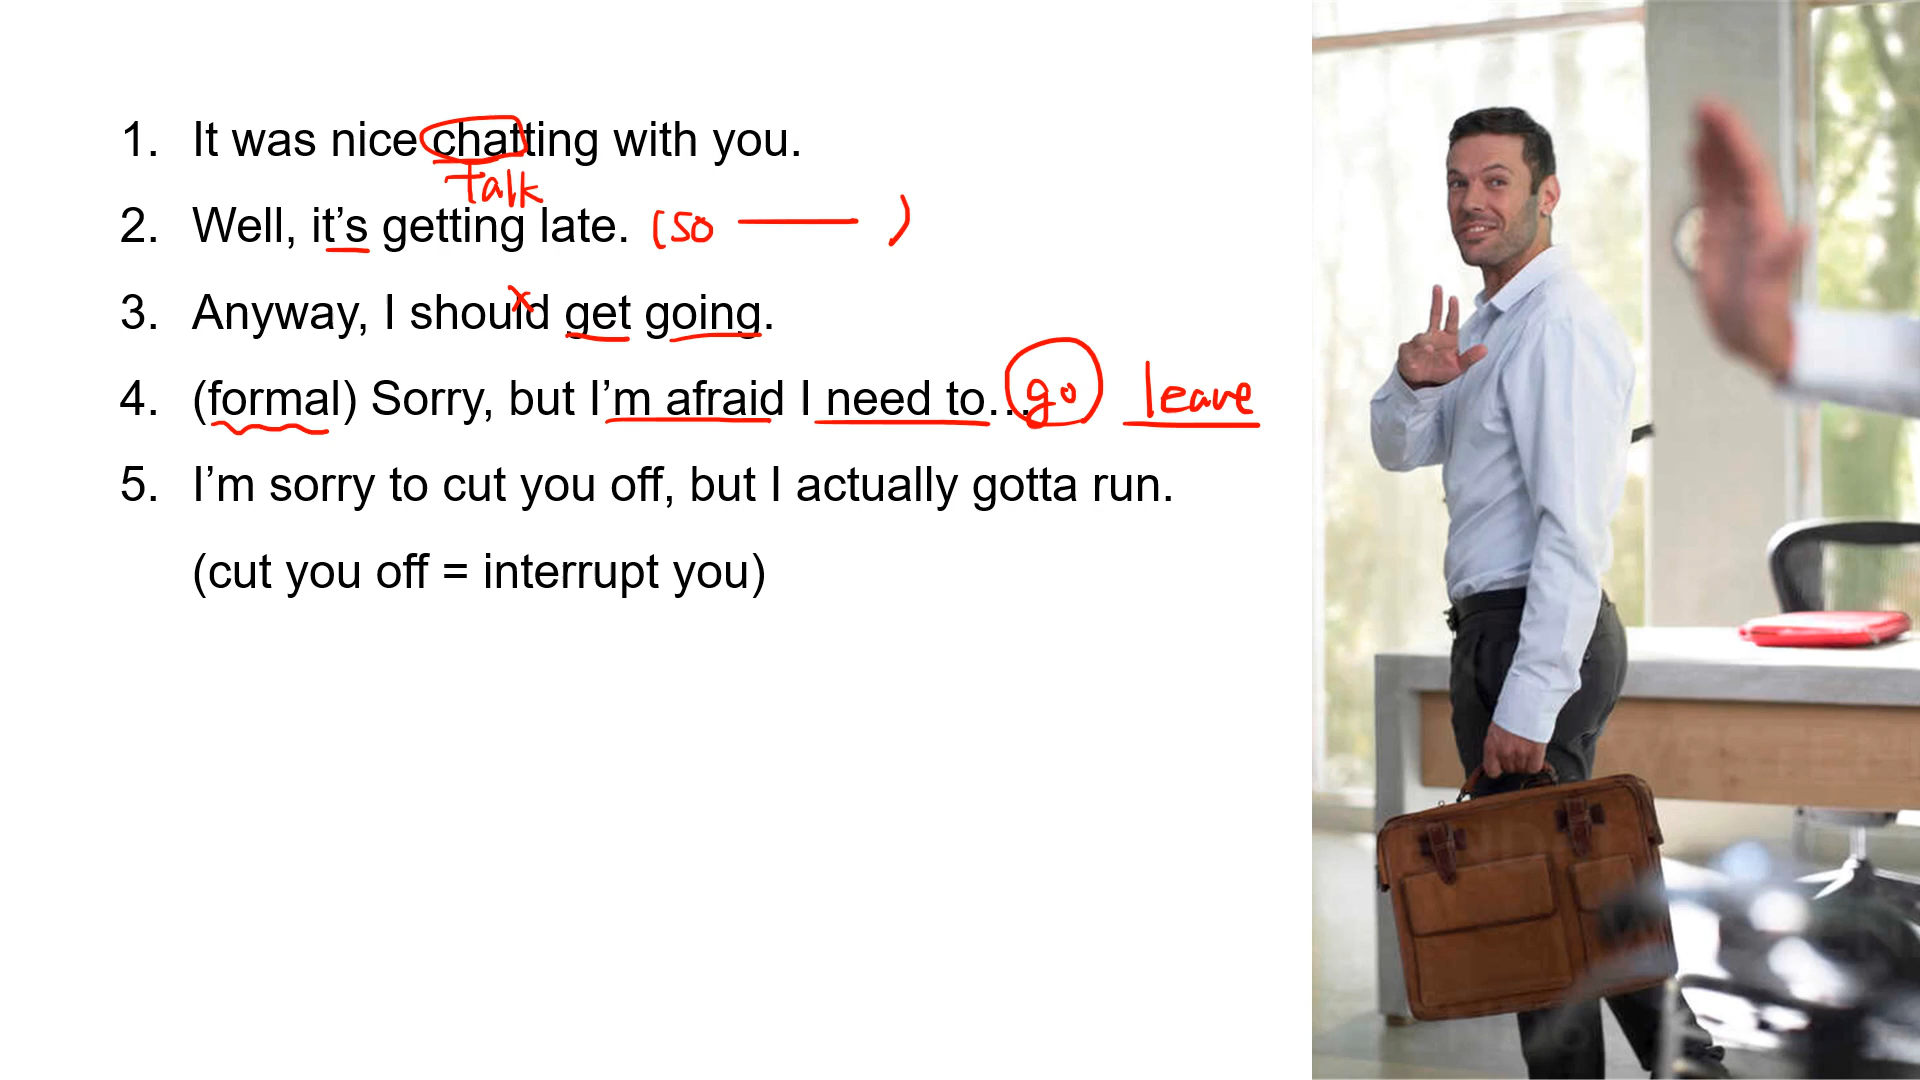 1. It was nice chatting with you.
Talk
2. Well, it’s getting late. (so ——— )
3. Anyway, I should get going.
4. (formal) Sorry, but I’m afraid I need to… go leave
5. I’m sorry to cut you off, but I actually gotta run.
(cut you off = interrupt you)